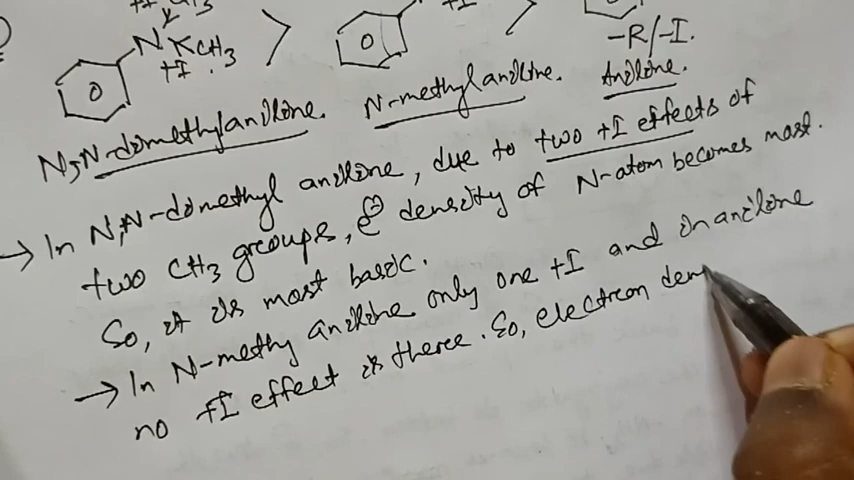 N CH3 > >
+I
-R/-I.
N,N-dimethylaniline. N-methylaniline. Aniline.
→ In N,N-dimethyl aniline, due to two +I effects of
two CH3 groups, e⊖ density of N-atom becomes most.
So, it is most basic.
→ In N-methy aniline only one +I and in aniline
no +I effect is there. So, electron den